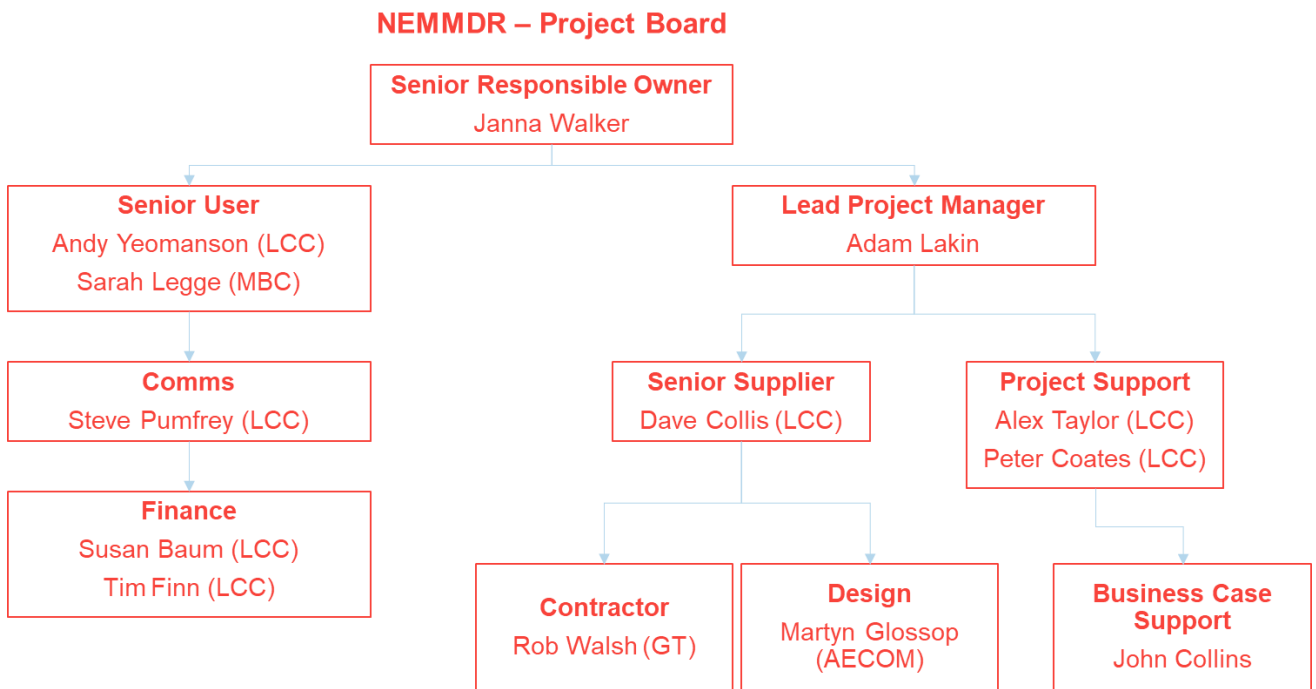 NEMMDR – Project Board
Senior Responsible Owner
Janna Walker
Senior User
Andy Yeomanson (LCC)
Sarah Legge (MBC)
Lead Project Manager
Adam Lakin
Comms
Steve Pumfrey (LCC)
Senior Supplier
Dave Collis (LCC)
Project Support
Alex Taylor (LCC)
Peter Coates (LCC)
Finance
Susan Baum (LCC)
Tim Finn (LCC)
Contractor
Rob Walsh (GT)
Design
Martyn Glossop
(AECOM)
Business Case
Support
John Collins